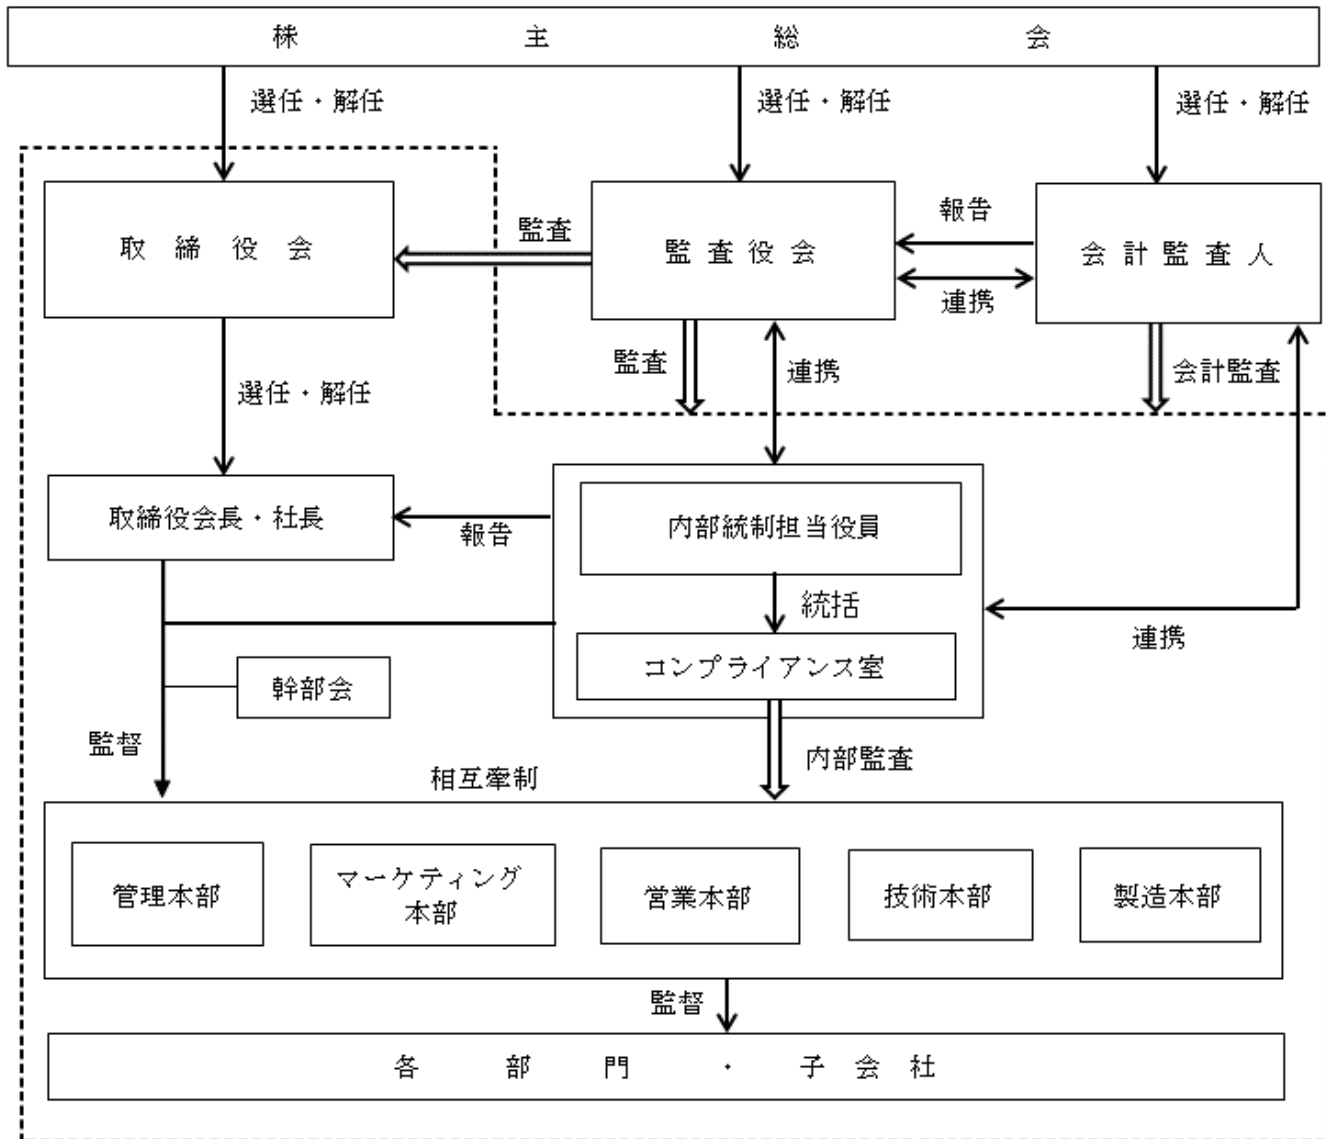 株主総会
選任・解任
選任・解任
選任・解任
取締役会
監査
監査役会
報告
連携
会計監査人
監査
連携
会計監査
選任・解任
取締役会長・社長
報告
内部統制担当役員
統括
コンプライアンス室
連携
幹部会
監督
内部監査
相互牽制
管理本部
マーケティング
本部
営業本部
技術本部
製造本部
監督
各部門・子会社